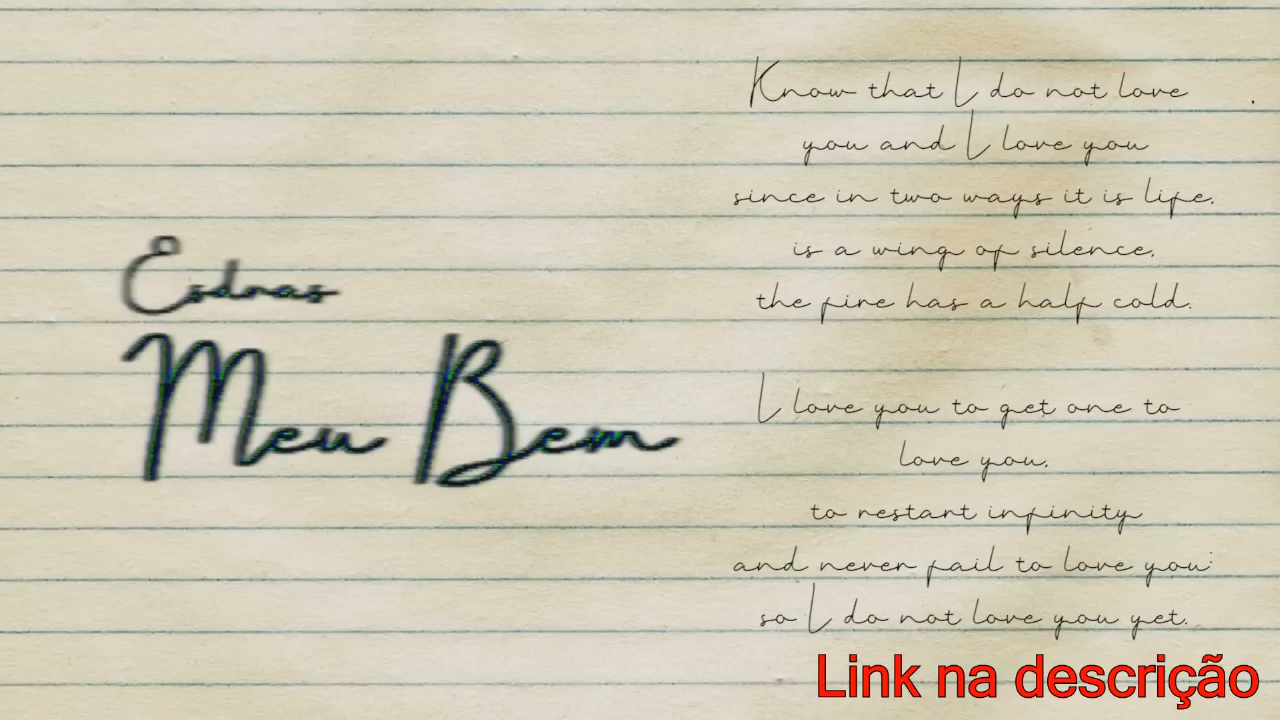 Esdras
Meu Bem
Know that I do not love
you and I love you
since in two ways it is life.
is a wing of silence,
the fire has a half cold.
I love you to get one to
love you,
to restart infinity
and never fail to love you:
so I do not love you yet.
Link na descrição